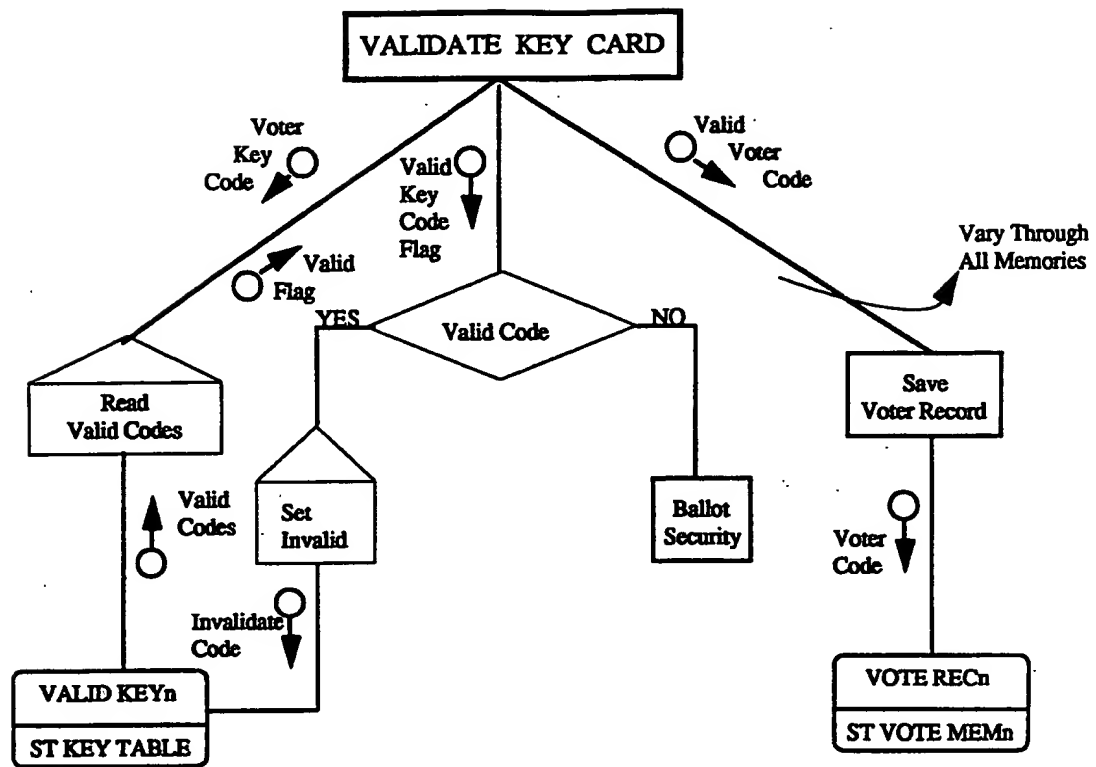 VALIDATE KEY CARD
Voter
Key
Code
Valid
Key
Code
Flag
Valid
Voter
Code
Valid
Flag
Vary Through
All Memories
YES
Valid Code
NO
Read
Valid Codes
Save
Voter Record
Set
Invalid
Ballot
Security
Valid
Codes
Voter
Code
Invalidate
Code
VALID KEYn
ST KEY TABLE
VOTE RECn
ST VOTE MEMn